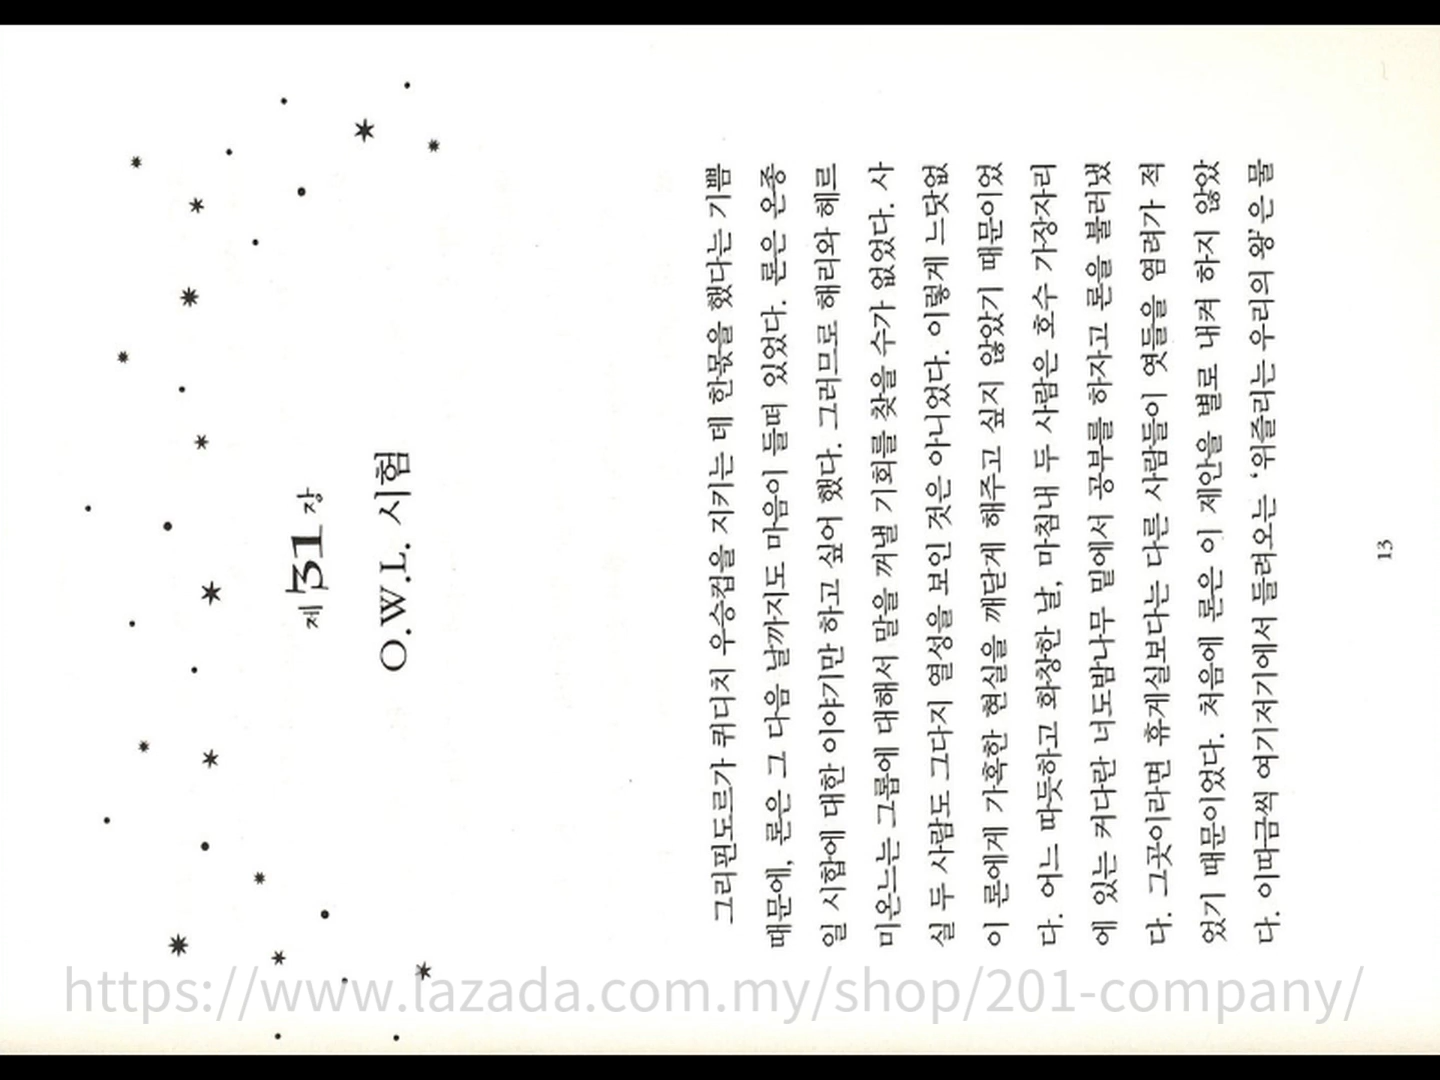 제 31 장
O.W.L. 시험
그리핀도르가 퀴디치 우승컵을 지키는 데 한몫을 했다는 기쁨
때문에, 론은 그 다음 날까지도 마음이 들떠 있었다. 론은 온종
일 시합에 대한 이야기만 하고 싶어 했다. 그러므로 해리와 헤르
미온느는 그롭에 대해서 말을 꺼낼 기회를 찾을 수가 없었다. 사
실 두 사람도 그다지 열성을 보인 것은 아니었다. 이렇게 느닷없
이 론에게 가혹한 현실을 깨닫게 해주고 싶지 않았기 때문이었
다. 어느 따듯하고 화창한 날, 마침내 두 사람은 호수 가장자리
에 있는 커다란 너도밤나무 밑에서 공부를 하자고 론을 불러냈
다. 그곳이라면 휴게실보다는 다른 사람들이 엿들을 염려가 적
었기 때문이었다. 처음에 론은 이 제안을 별로 내켜 하지 않았
다. 이따금씩 여기저기에서 들려오는 ‘위즐리는 우리의 왕’은 물
13
https://www.lazada.com.my/shop/201-company/